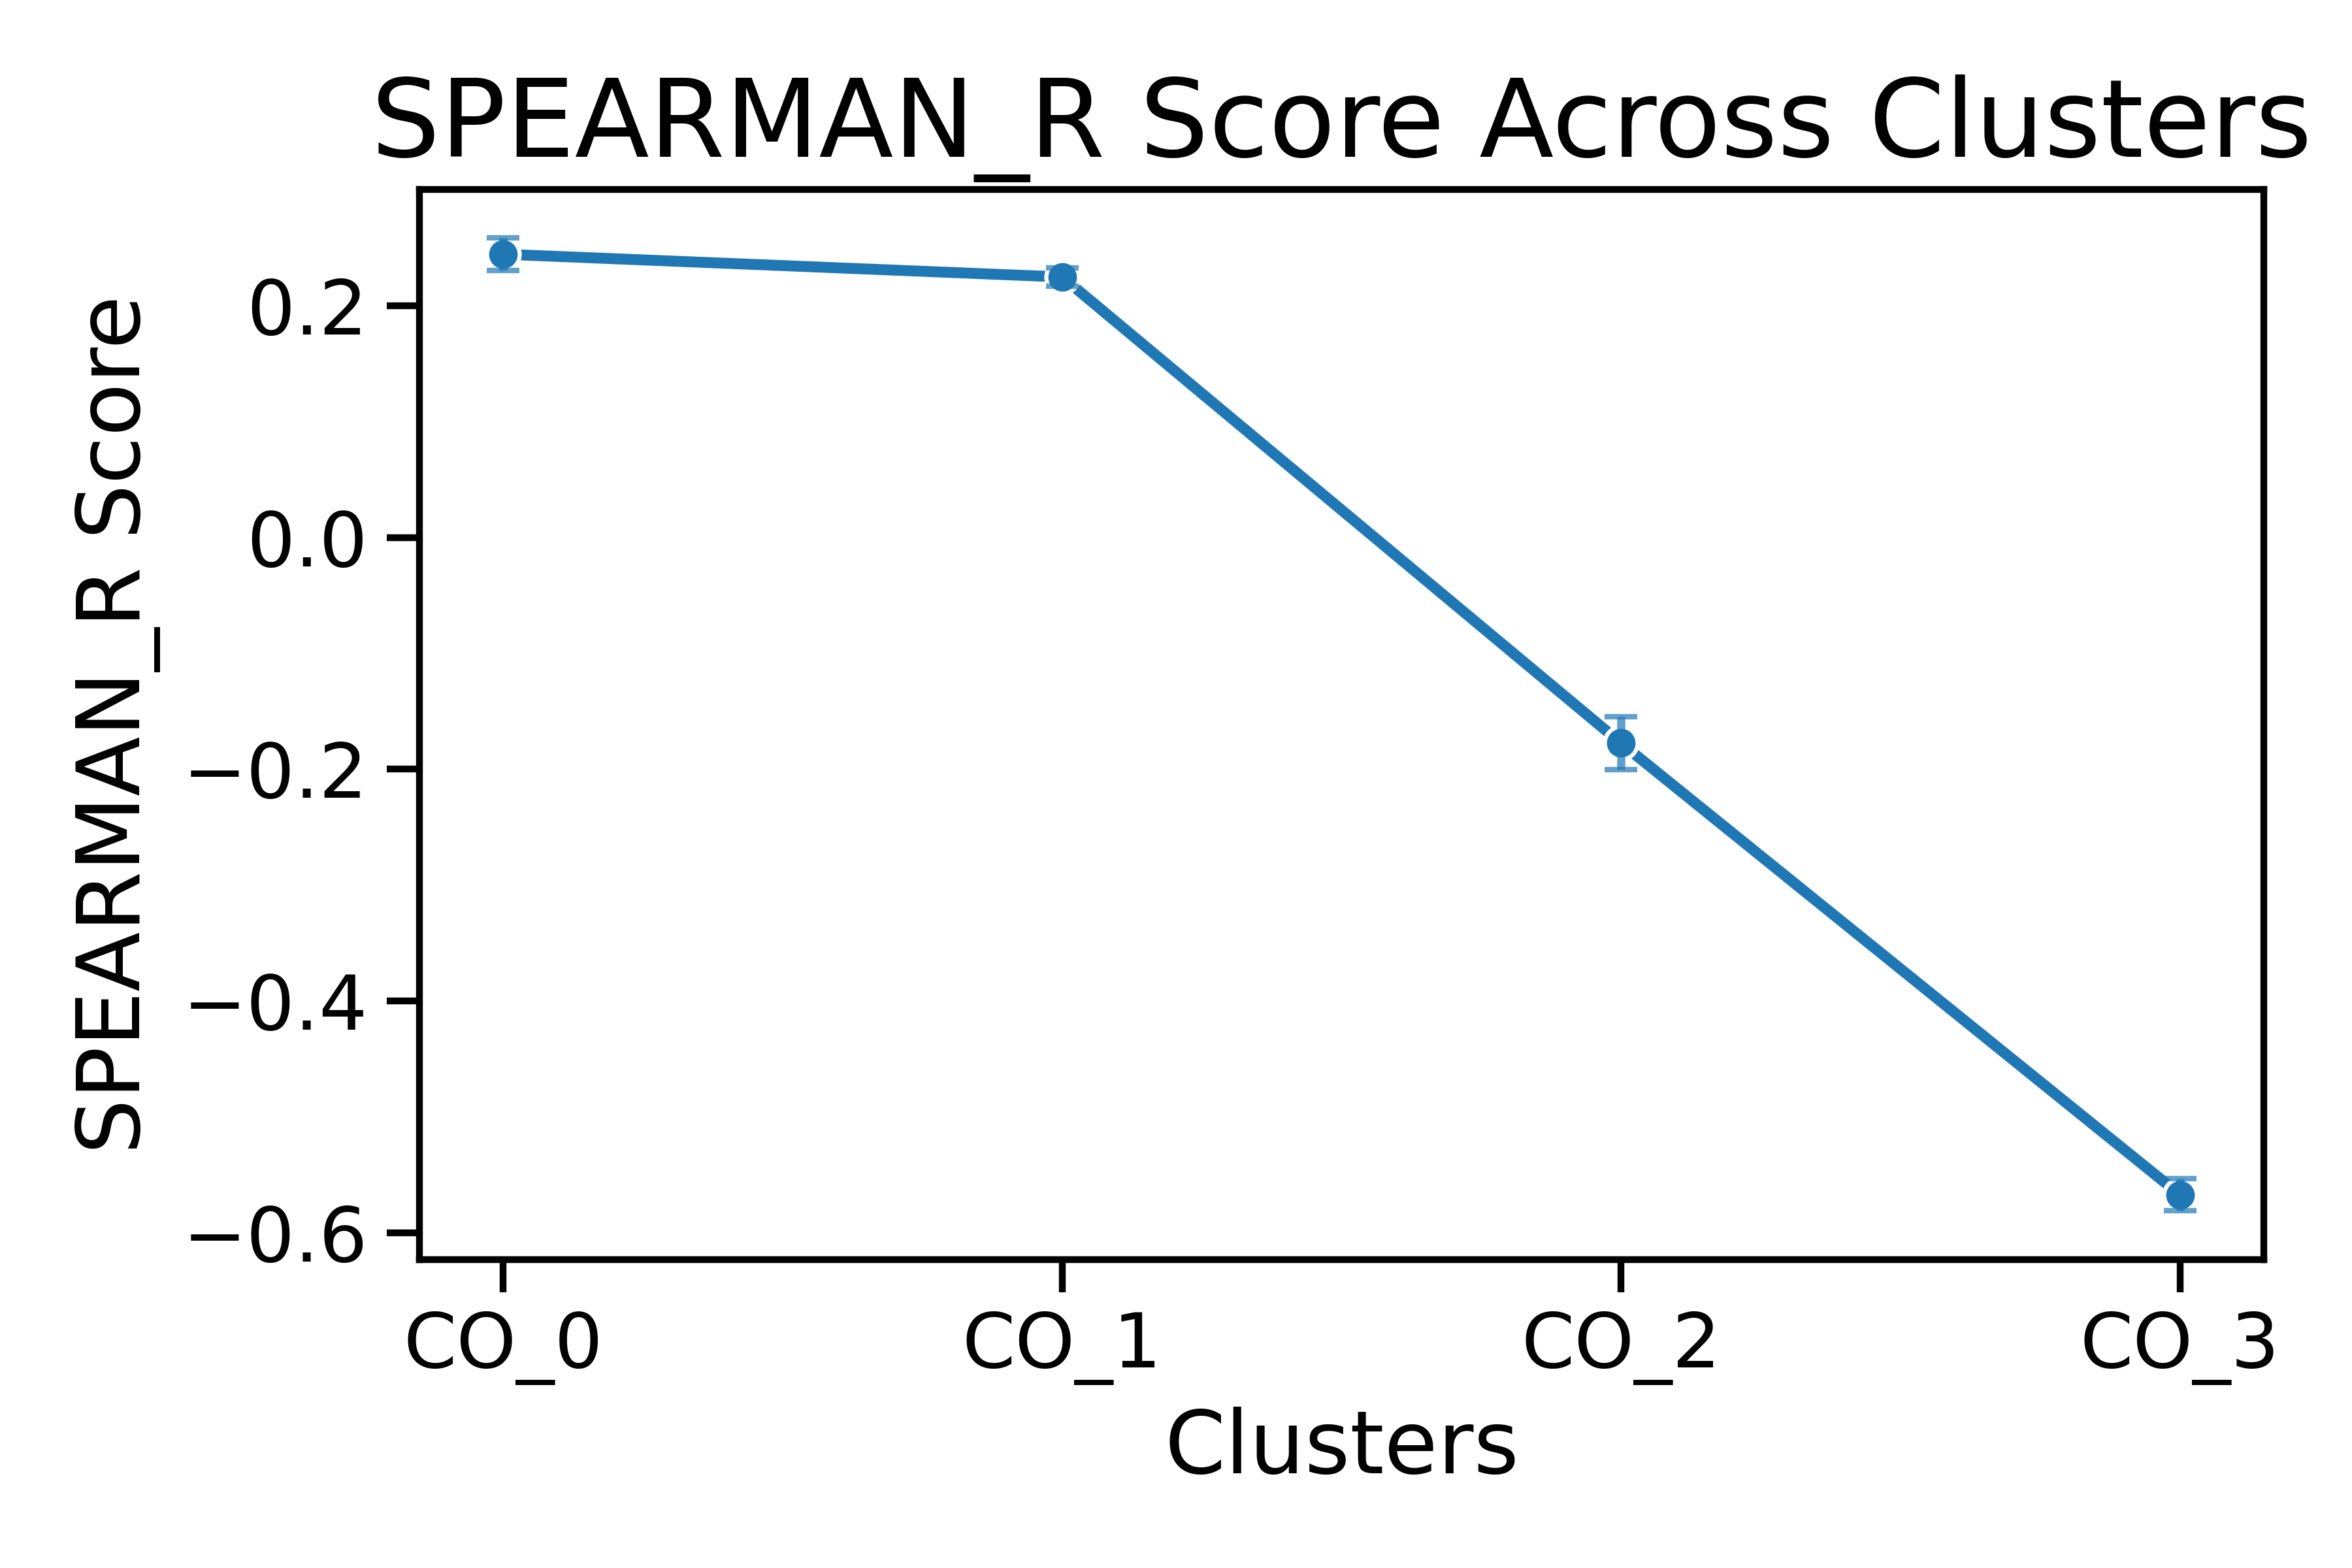 SPEARMAN_R Score Across Clusters
SPEARMAN_R Score
0.2
0.0
−0.2
−0.4
−0.6
CO_0 CO_1 CO_2 CO_3
Clusters